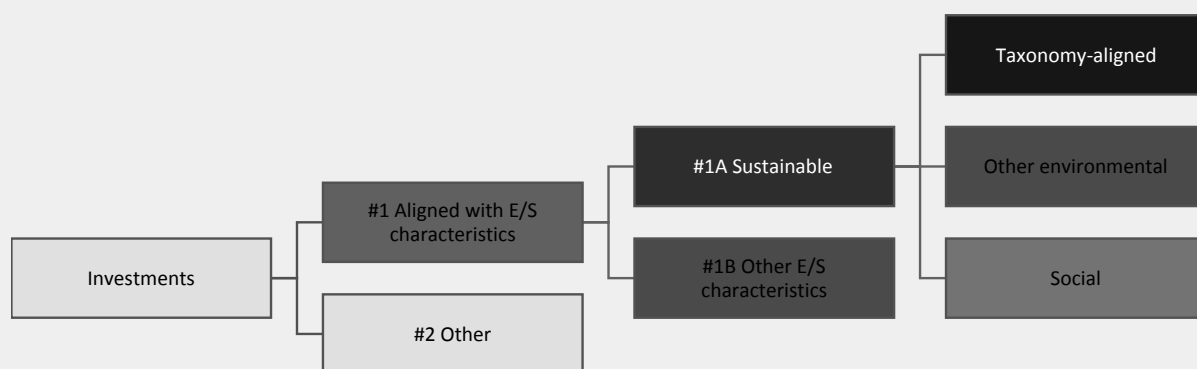 Investments
#1 Aligned with E/S
characteristics
#2 Other
#1A Sustainable
#1B Other E/S
characteristics
Taxonomy-aligned
Other environmental
Social